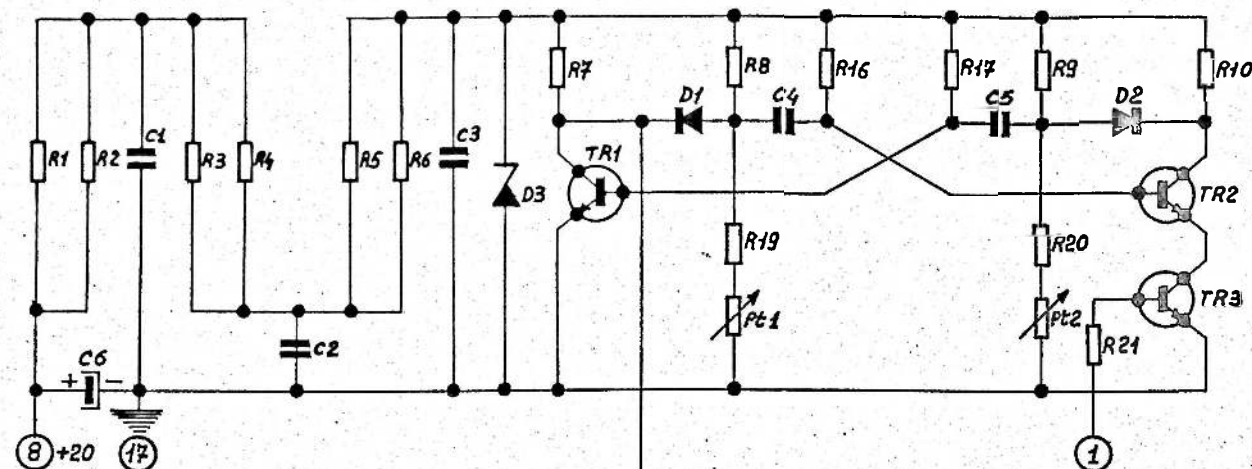 R7 R8 R16 R17 R9 R10
D1 C4 C5 D2
R1 R2 C1 R3 R4 R5 R6 C3 D3 TR1 TR2
R19 R20
Pt1 Pt2 TR3
C2 R21
C6
+ -
8 +20 17 1